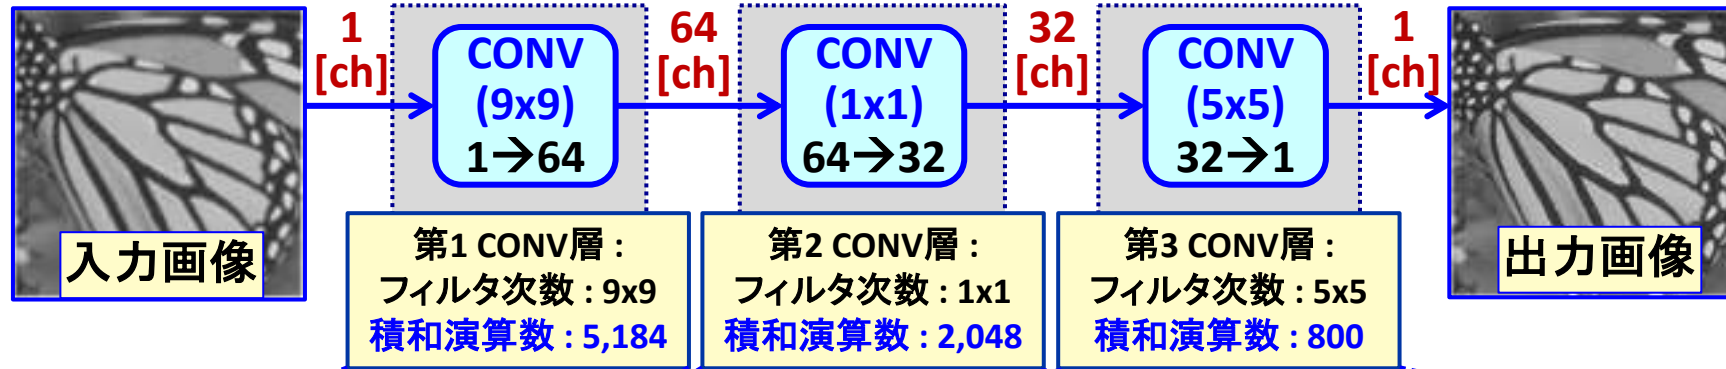 1
[ch]
CONV
(9x9)
1→64
64
[ch]
CONV
(1x1)
64→32
32
[ch]
CONV
(5x5)
32→1
1
[ch]
入力画像
出力画像
第1 CONV層 :
フィルタ次数 : 9x9
積和演算数 : 5,184
第2 CONV層 :
フィルタ次数 : 1x1
積和演算数 : 2,048
第3 CONV層 :
フィルタ次数 : 5x5
積和演算数 : 800